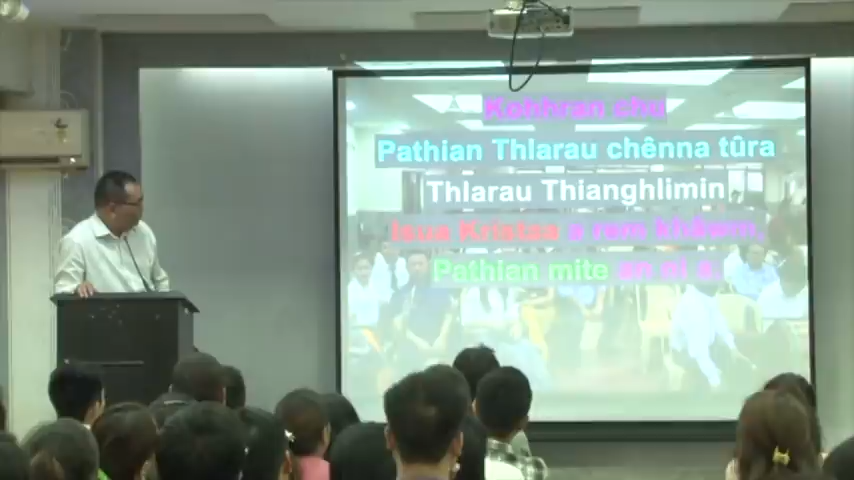 Kohhran chu
Pathian Thlarau chênna tûra
Thlarau Thianghlimin
Isua Kristaa a rem khâwm,
Pathian mite an ni a.